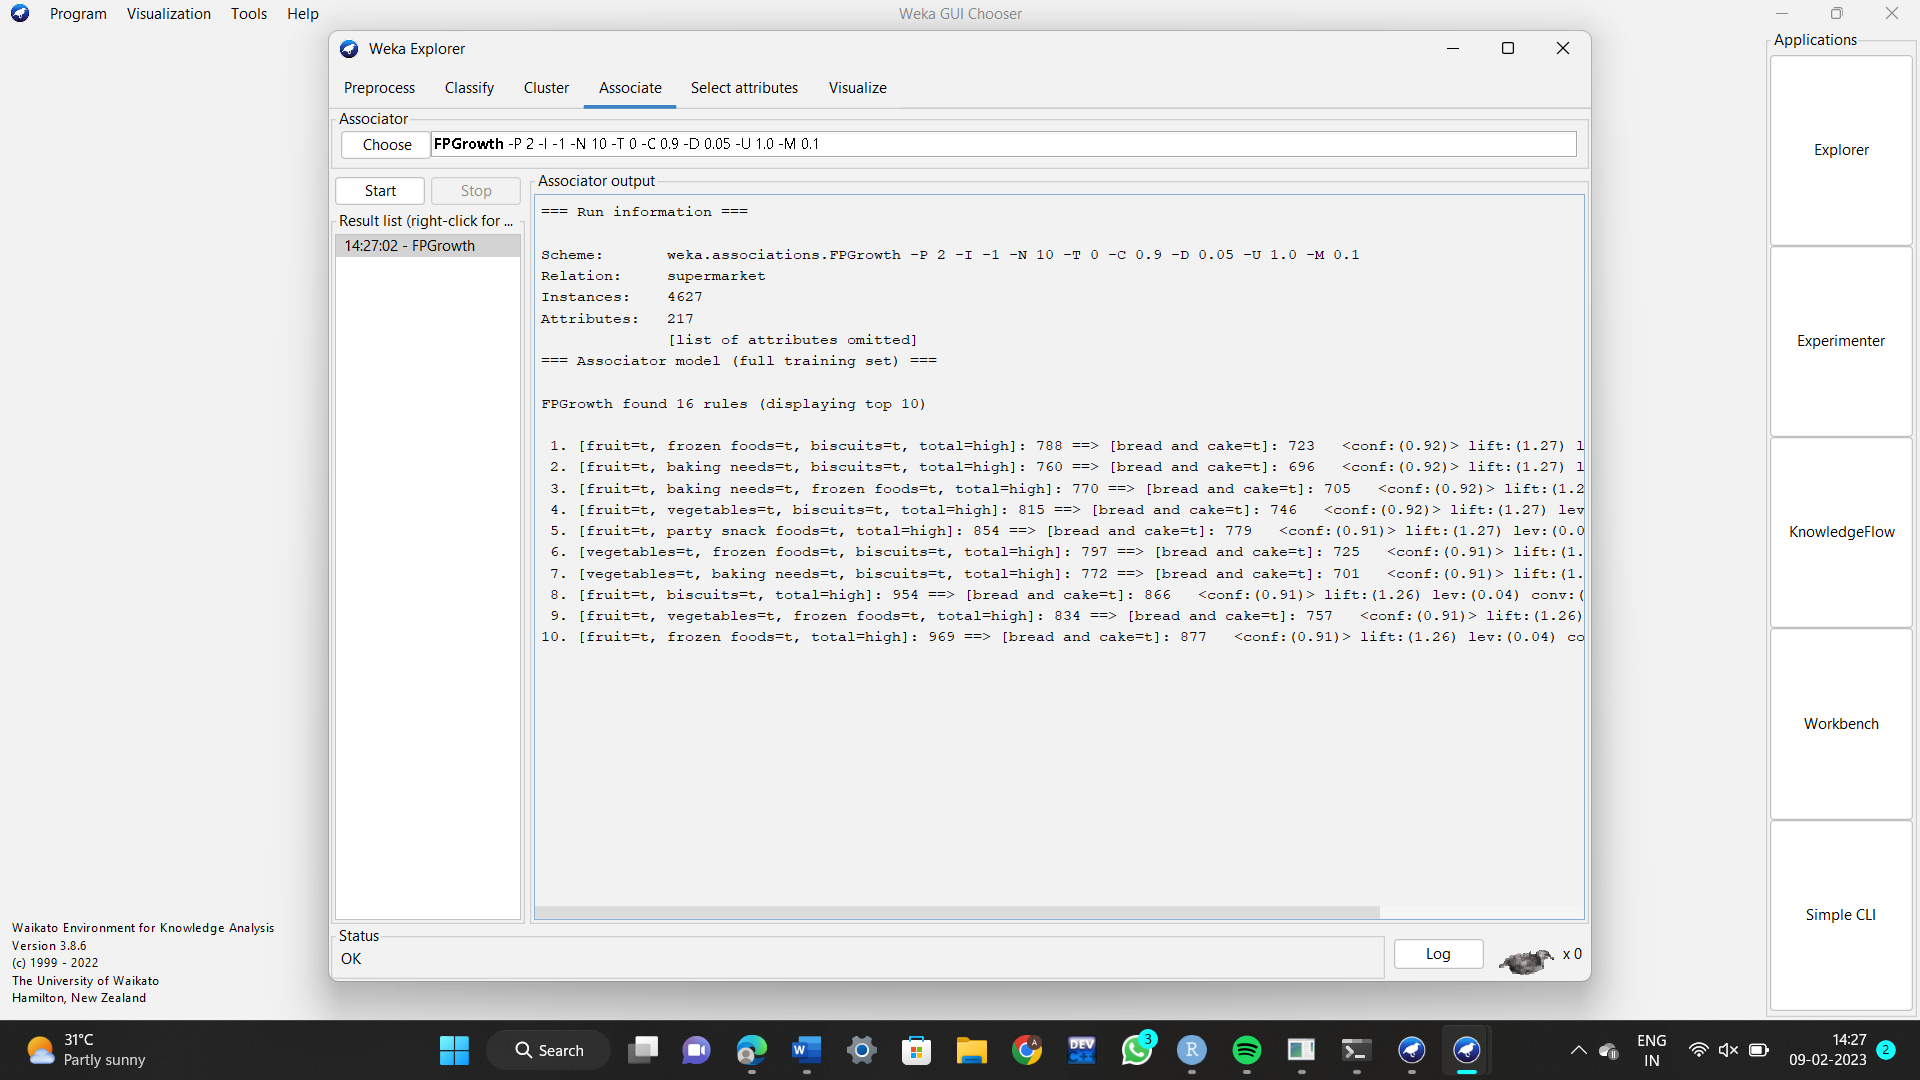 Program Visualization Tools Help Weka GUI Chooser
Weka Explorer
Preprocess Classify Cluster Associate Select attributes Visualize
Associator
Choose FPGrowth -P 2 -I -1 -N 10 -T 0 -C 0.9 -D 0.05 -U 1.0 -M 0.1
Start Stop
Result list (right-click for ...
14:27:02 - FPGrowth
Associator output
=== Run information ===
Scheme: weka.associations.FPGrowth -P 2 -I -1 -N 10 -T 0 -C 0.9 -D 0.05 -U 1.0 -M 0.1
Relation: supermarket
Instances: 4627
Attributes: 217
[list of attributes omitted]
=== Associator model (full training set) ===
FPGrowth found 16 rules (displaying top 10)
1. [fruit=t, frozen foods=t, biscuits=t, total=high]: 788 ==> [bread and cake=t]: 723 <conf:(0.92)> lift:(1.27) l
2. [fruit=t, baking needs=t, biscuits=t, total=high]: 760 ==> [bread and cake=t]: 696 <conf:(0.92)> lift:(1.27) l
3. [fruit=t, baking needs=t, frozen foods=t, total=high]: 770 ==> [bread and cake=t]: 705 <conf:(0.92)> lift:(1.2
4. [fruit=t, vegetables=t, biscuits=t, total=high]: 815 ==> [bread and cake=t]: 746 <conf:(0.92)> lift:(1.27) lev
5. [fruit=t, party snack foods=t, total=high]: 854 ==> [bread and cake=t]: 779 <conf:(0.91)> lift:(1.27) lev:(0.0
6. [vegetables=t, frozen foods=t, biscuits=t, total=high]: 797 ==> [bread and cake=t]: 725 <conf:(0.91)> lift:(1.
7. [vegetables=t, baking needs=t, biscuits=t, total=high]: 772 ==> [bread and cake=t]: 701 <conf:(0.91)> lift:(1.
8. [fruit=t, biscuits=t, total=high]: 954 ==> [bread and cake=t]: 866 <conf:(0.91)> lift:(1.26) lev:(0.04) conv:(
9. [fruit=t, vegetables=t, frozen foods=t, total=high]: 834 ==> [bread and cake=t]: 757 <conf:(0.91)> lift:(1.26)
10. [fruit=t, frozen foods=t, total=high]: 969 ==> [bread and cake=t]: 877 <conf:(0.91)> lift:(1.26) lev:(0.04) co
Status
OK
Log
x 0
Applications
Explorer
Experimenter
KnowledgeFlow
Workbench
Simple CLI
Waikato Environment for Knowledge Analysis
Version 3.8.6
(c) 1999 - 2022
The University of Waikato
Hamilton, New Zealand
31°C
Partly sunny
Search
W
A
DEV
C++
3
R
ENG
IN
14:27
09-02-2023
2